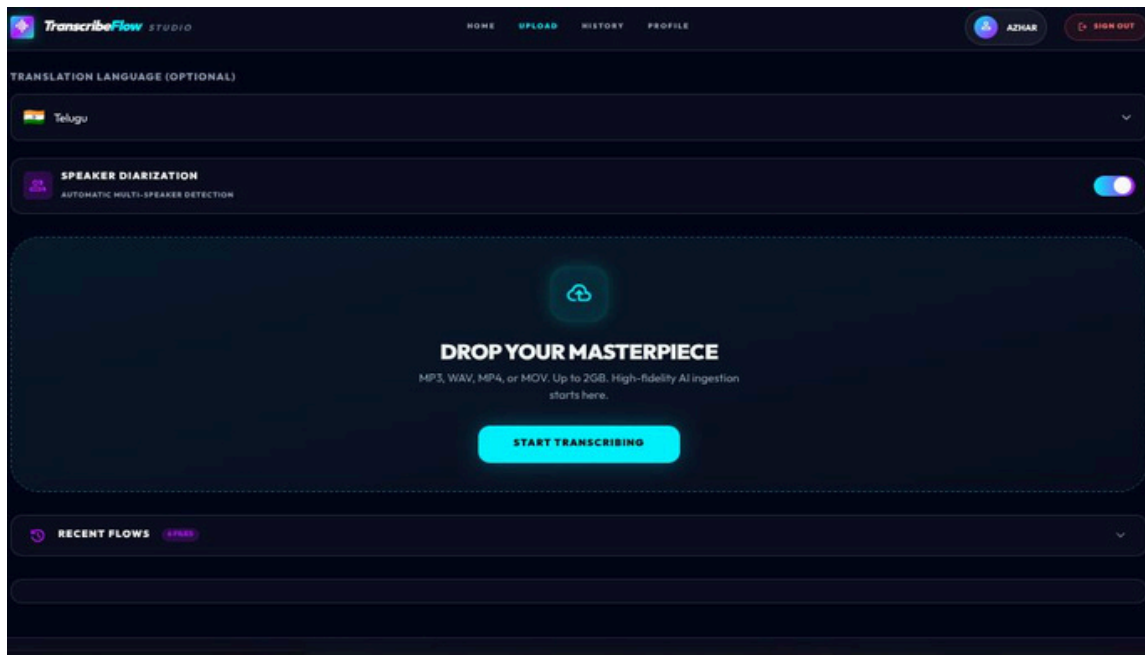 TranscribeFlow STUDIO
HOME UPLOAD HISTORY PROFILE
AZHAR
SIGN OUT
TRANSLATION LANGUAGE (OPTIONAL)
Telugu
SPEAKER DIARIZATION
AUTOMATIC MULTI-SPEAKER DETECTION
DROP YOUR MASTERPIECE
MP3, WAV, MP4, or MOV. Up to 2GB. High-fidelity AI ingestion
starts here.
START TRANSCRIBING
RECENT FLOWS FILES